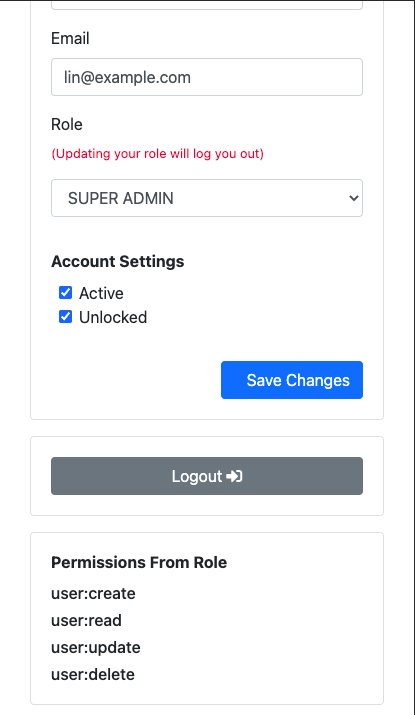 Email
lin@example.com
Role
(Updating your role will log you out)
SUPER ADMIN
Account Settings
Active
Unlocked
Save Changes
Logout
Permissions From Role
user:create
user:read
user:update
user:delete